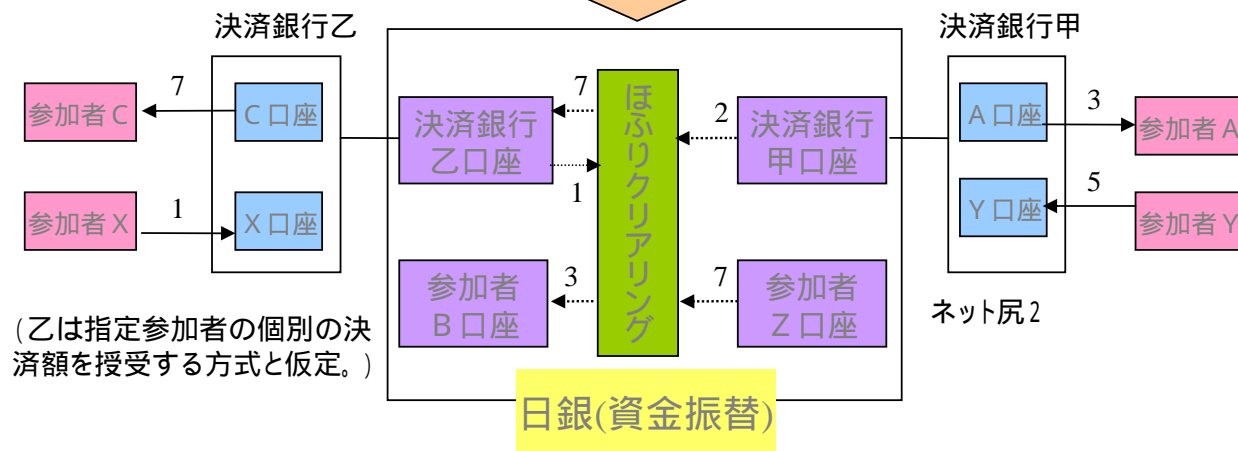 決済銀行乙
決済銀行甲
参加者C
7
C口座
参加者X
1
X口座
決済銀行
乙口座
7
1
ほふりクリアリング
2
決済銀行
甲口座
参加者
B口座
3
7
参加者
Z口座
A口座
3
参加者A
Y口座
5
参加者Y
ネット尻2
(乙は指定参加者の個別の決
済額を授受する方式と仮定。)
日銀(資金振替)